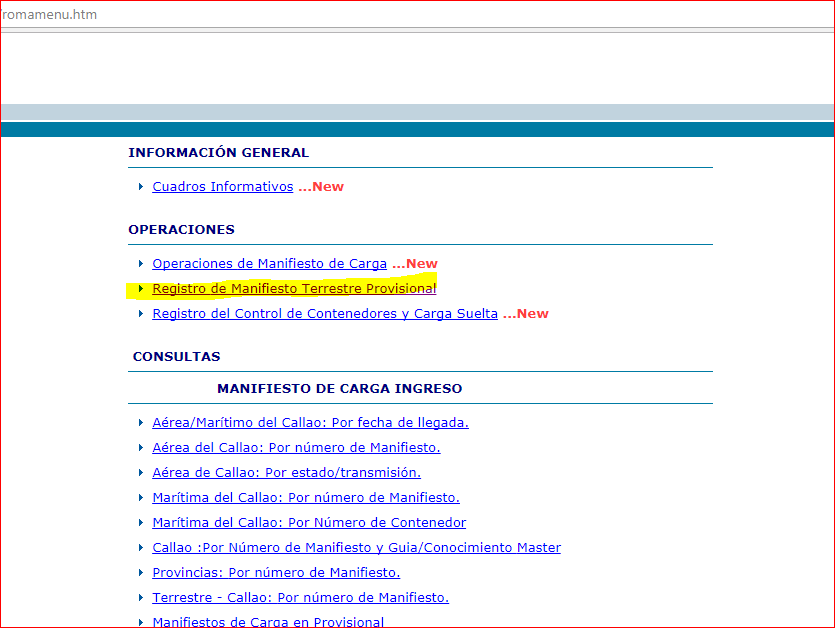 romamenu.htm
INFORMACIÓN GENERAL
Cuadros Informativos ...New
OPERACIONES
Operaciones de Manifiesto de Carga ...New
Registro de Manifiesto Terrestre Provisional
Registro del Control de Contenedores y Carga Suelta ...New
CONSULTAS
MANIFIESTO DE CARGA INGRESO
Aérea/Marítimo del Callao: Por fecha de llegada.
Aérea del Callao: Por número de Manifiesto.
Aérea de Callao: Por estado/transmisión.
Marítima del Callao: Por número de Manifiesto.
Marítima del Callao: Por Número de Contenedor
Callao :Por Número de Manifiesto y Guia/Conocimiento Master
Provincias: Por número de Manifiesto.
Terrestre - Callao: Por número de Manifiesto.
Manifiestos de Carga en Provisional